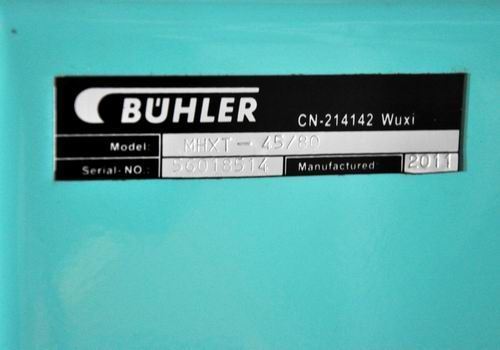 BÜHLER
CN-214142 Wuxi
Model: MHXT-45/80
Serial-NO.: 56018514 Manufactured 2011